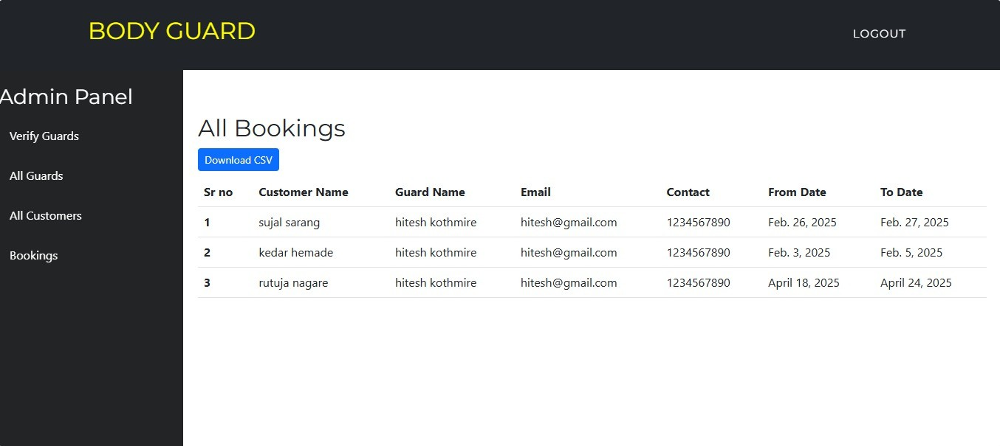 BODY GUARD
LOGOUT
Admin Panel
Verify Guards
All Guards
All Customers
Bookings
All Bookings
Download CSV
Sr no Customer Name Guard Name Email Contact From Date To Date
1 sujal sarang hitesh kothmire hitesh@gmail.com 1234567890 Feb. 26, 2025 Feb. 27, 2025
2 kedar hemade hitesh kothmire hitesh@gmail.com 1234567890 Feb. 3, 2025 Feb. 5, 2025
3 rutuja nagare hitesh kothmire hitesh@gmail.com 1234567890 April 18, 2025 April 24, 2025